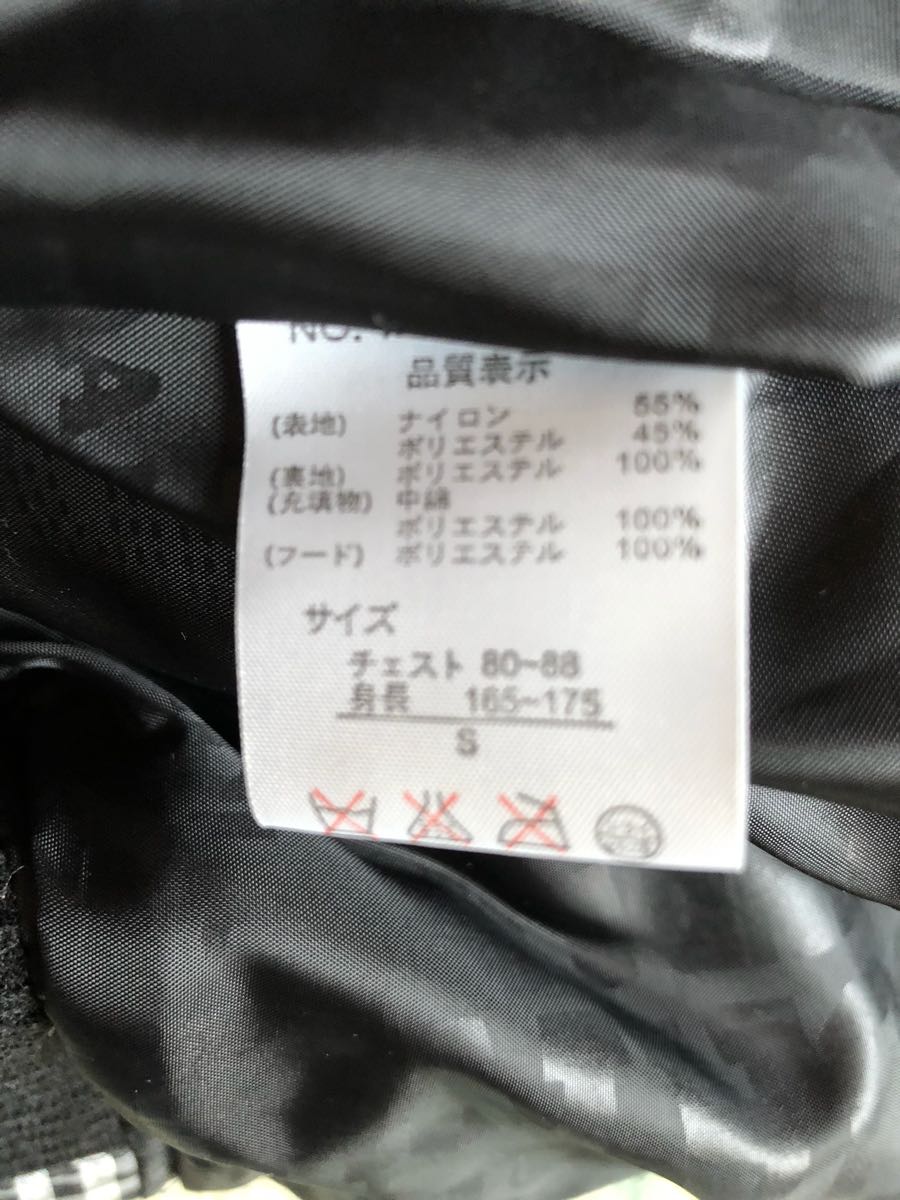 NO.
品質表示
(表地) ナイロン 55%
ポリエステル 45%
(裏地) ポリエステル 100%
(充填物) 中綿
ポリエステル 100%
(フード) ポリエステル 100%
サイズ
チェスト 80~88
身長 165~175
S